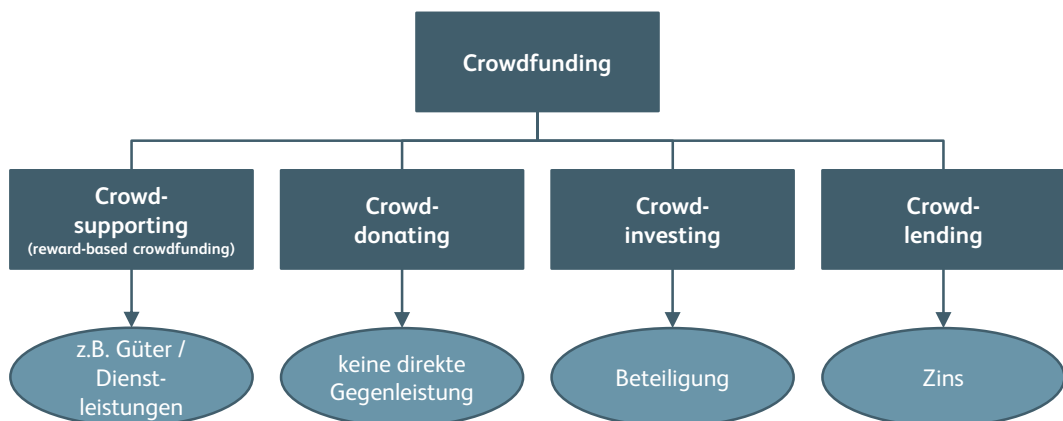 Crowdfunding
Crowd-
supporting
(reward-based crowdfunding)
Crowd-
donating
Crowd-
investing
Crowd-
lending
z.B. Güter /
Dienst-
leistungen
keine direkte
Gegenleistung
Beteiligung
Zins